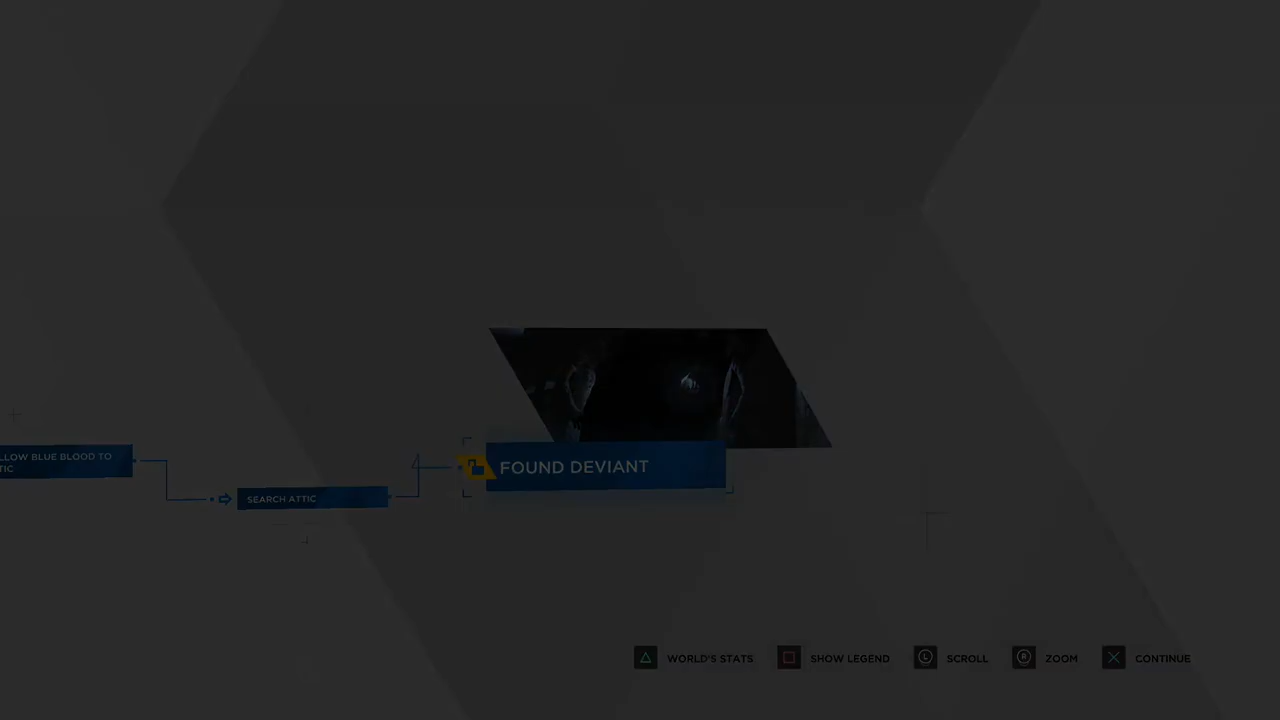 LLOW BLUE BLOOD TO
TIC
SEARCH ATTIC
FOUND DEVIANT
WORLD'S STATS
SHOW LEGEND
L
SCROLL
R
ZOOM
CONTINUE